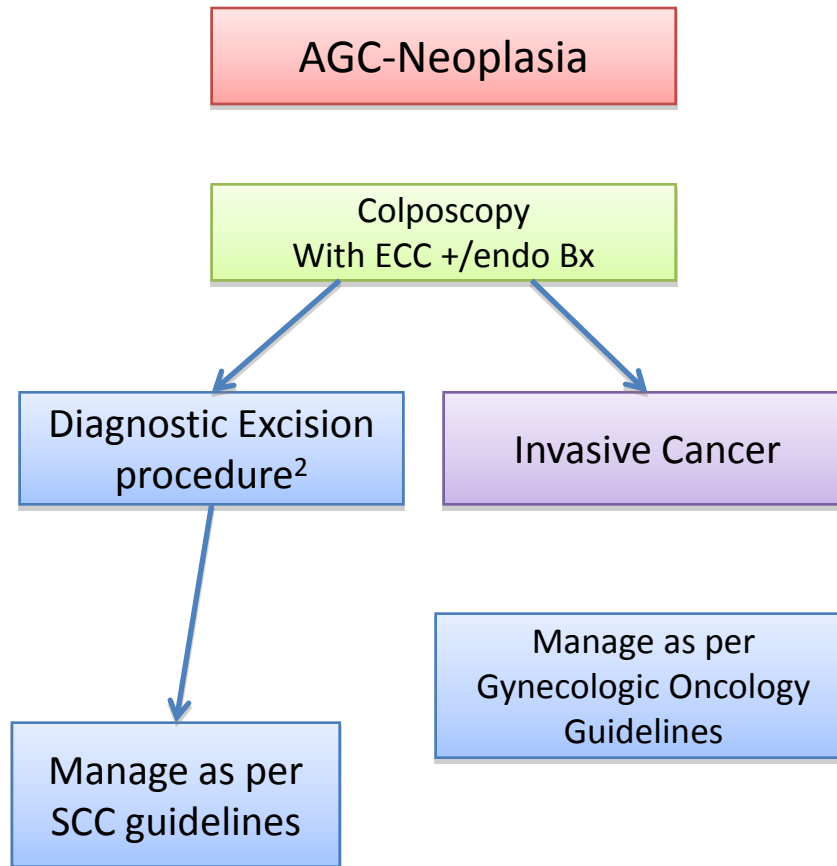 AGC-Neoplasia
Colposcopy
With ECC +/endo Bx
Diagnostic Excision
procedure²
Invasive Cancer
Manage as per
Gynecologic Oncology
Guidelines
Manage as per
SCC guidelines